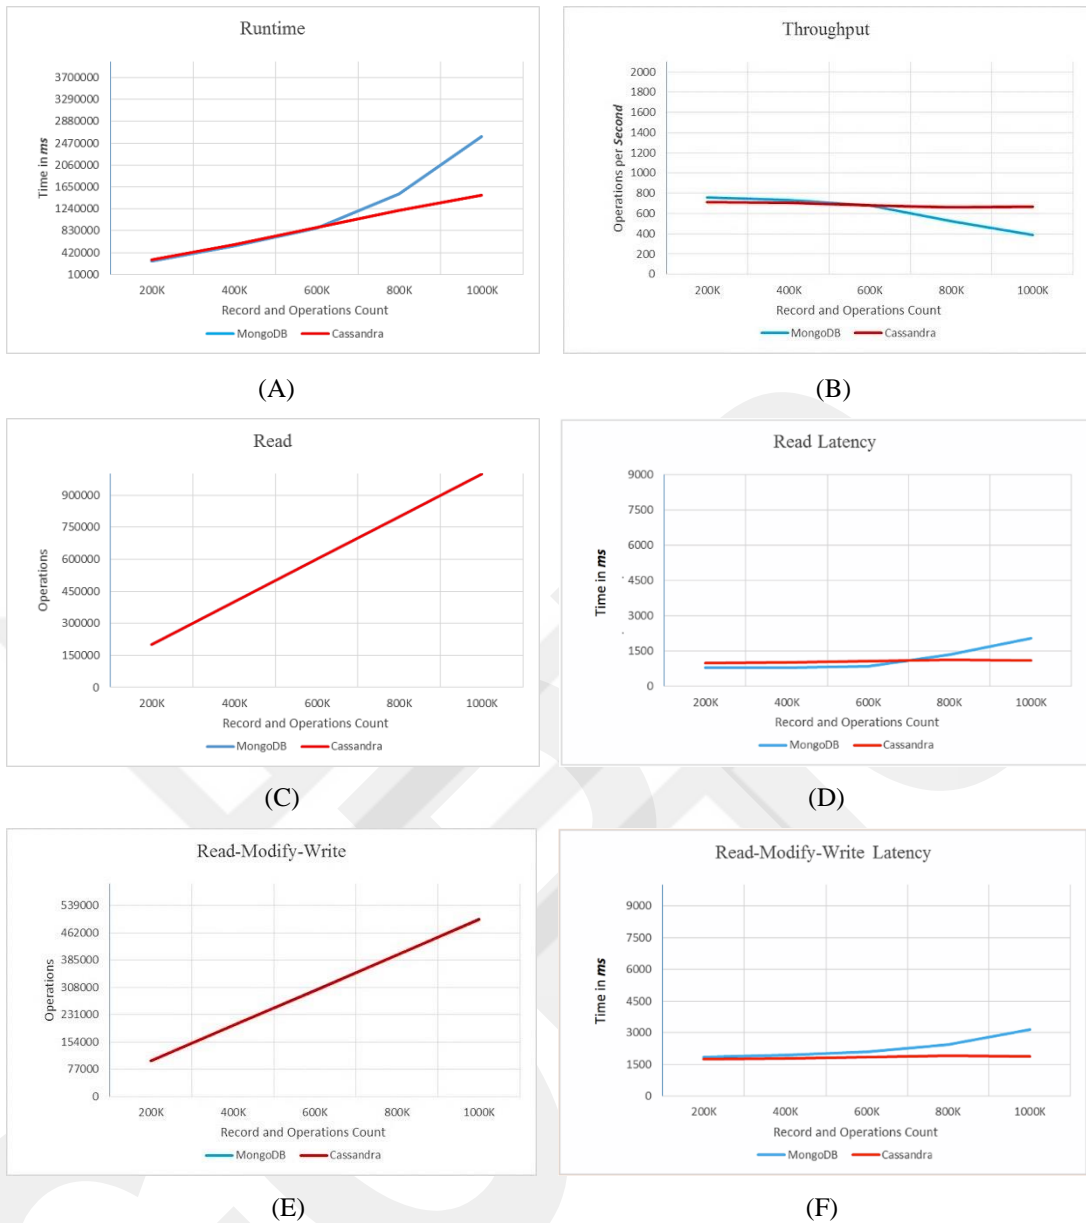 Runtime
3700000
3290000
2880000
2470000
2060000
1650000
1240000
830000
420000
10000
Time in ms
200K 400K 600K 800K 1000K
Record and Operations Count
MongoDB Cassandra
(A)
Throughput
2000
1800
1600
1400
1200
1000
800
600
400
200
0
Operations per Second
200K 400K 600K 800K 1000K
Record and Operations Count
MongoDB Cassandra
(B)
Read
900000
750000
600000
450000
300000
150000
0
Operations
200K 400K 600K 800K 1000K
Record and Operations Count
MongoDB Cassandra
(C)
Read Latency
9000
7500
6000
4500
3000
1500
0
Time in ms
200K 400K 600K 800K 1000K
Record and Operations Count
MongoDB Cassandra
(D)
Read-Modify-Write
539000
462000
385000
308000
231000
154000
77000
0
Operations
200K 400K 600K 800K 1000K
Record and Operations Count
MongoDB Cassandra
(E)
Read-Modify-Write Latency
9000
7500
6000
4500
3000
1500
0
Time in ms
200K 400K 600K 800K 1000K
Record and Operations Count
MongoDB Cassandra
(F)